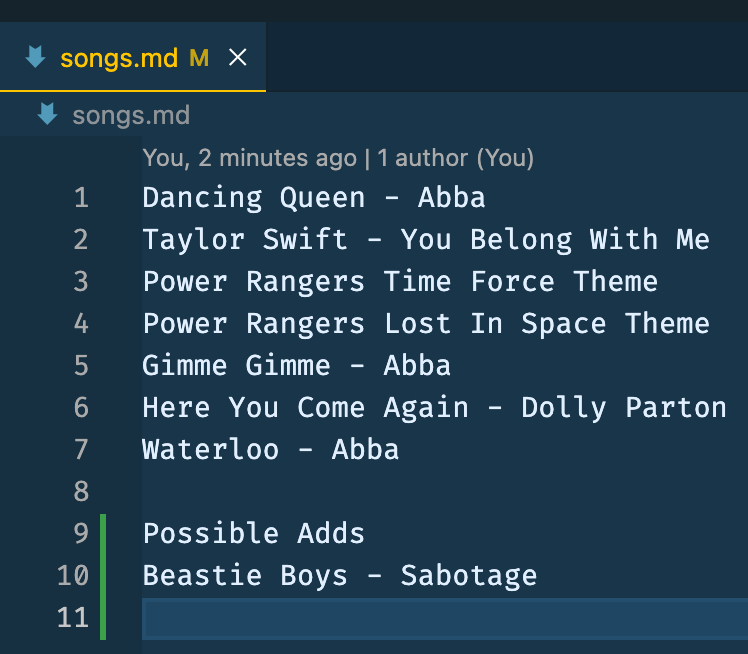 songs.md M
songs.md
You, 2 minutes ago | 1 author (You)
1 Dancing Queen - Abba
2 Taylor Swift - You Belong With Me
3 Power Rangers Time Force Theme
4 Power Rangers Lost In Space Theme
5 Gimme Gimme - Abba
6 Here You Come Again - Dolly Parton
7 Waterloo - Abba
8
9 Possible Adds
10 Beastie Boys - Sabotage
11